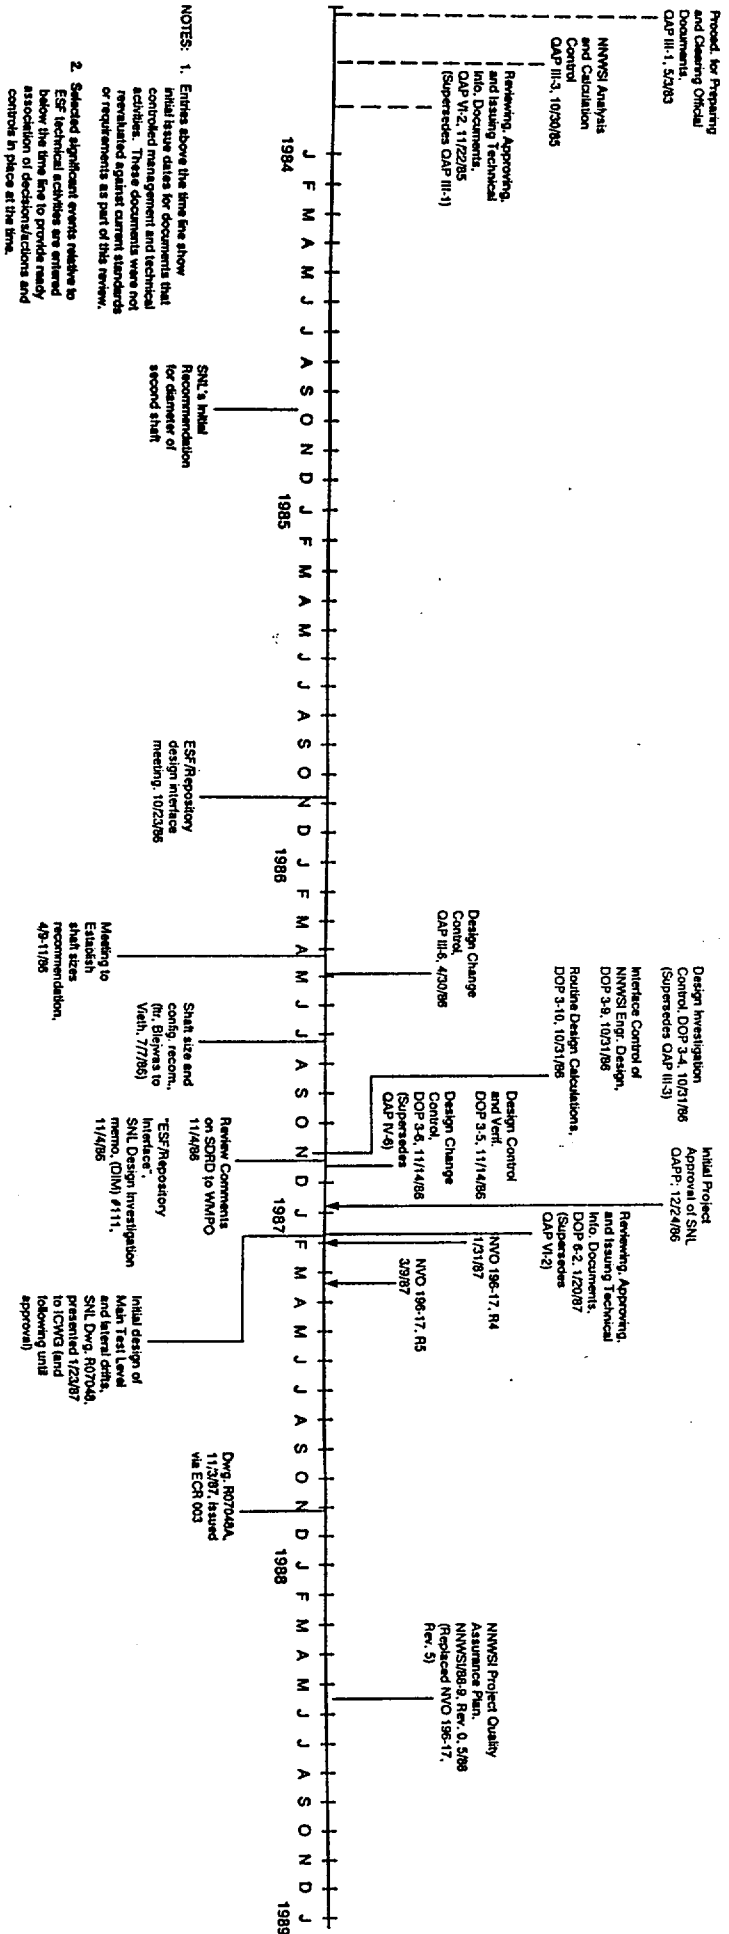 Proced. for Preparing
and Clearing Official
Documents,
QAP III-1, 5/3/83
NNWSI Analysis
and Calculation
Control
QAP III-3, 10/30/85
Reviewing, Approving,
and Issuing Technical
Info. Documents,
QAP VI-2, 11/22/85
(Supersedes QAP III-1)
Design Change
Control,
QAP III-6, 4/30/86
Design Investigation
Control, DOP 3-4, 10/31/86
(Supersedes QAP III-3)
Interface Control of
NNWSI Engr. Design,
DOP 3-9, 10/31/86
Routine Design Calculations,
DOP 3-10, 10/31/86
Design Control
and Verif.
DOP 3-5, 11/14/86
Design Change
Control,
DOP 3-6, 11/14/86
(Supersedes
QAP IV-6)
Initial Project
Approval of SNL
QAPP; 12/24/86
Reviewing, Approving,
and Issuing Technical
Info. Documents,
DOP 6-2, 1/20/87
(Supersedes
QAP VI-2)
NVO 196-17, R4
1/31/87
NVO 196-17, R5
3/9/87
NNWSI Project Quality
Assurance Plan,
NNWSI/88-9, Rev. 0, 5/88
(Replaced NVO 196-17,
Rev. 5)
J F M A M J J A S O N D J F M A M J J A S O N D J F M A M J J A S O N D J F M A M J J A S O N D J F M A M J J A S O N D J
1984 1985 1986 1987 1988 1989
SNL's Initial
Recommendation
for diameter of
second shaft
ESF/Repository
design interface
meeting, 10/23/86
Meeting to
Establish
shaft sizes
recommendation,
4/9-11/86
Shaft size and
config. recom.,
(ltr, Blejwas to
Vieth, 7/7/86)
Review Comments
on SDRD to WMPO
11/4/86
"ESF/Repository
Interface",
SNL Design Investigation
memo, (DIM) #111,
11/4/86
Initial design of
Main Test Level
and lateral drifts,
SNL Dwg. R07048,
presented 1/23/87
to ICWG (and
following until
approval)
Dwg. R07048A,
11/3/87, issued
via ECR 003
NOTES: 1. Entries above the time line show
initial issue dates for documents that
controlled management and technical
activities. These documents were not
reevaluated against current standards
or requirements as part of this review.
2. Selected significant events relative to
ESF technical activities are entered
below the time line to provide ready
association of decisions/actions and
controls in place at the time.